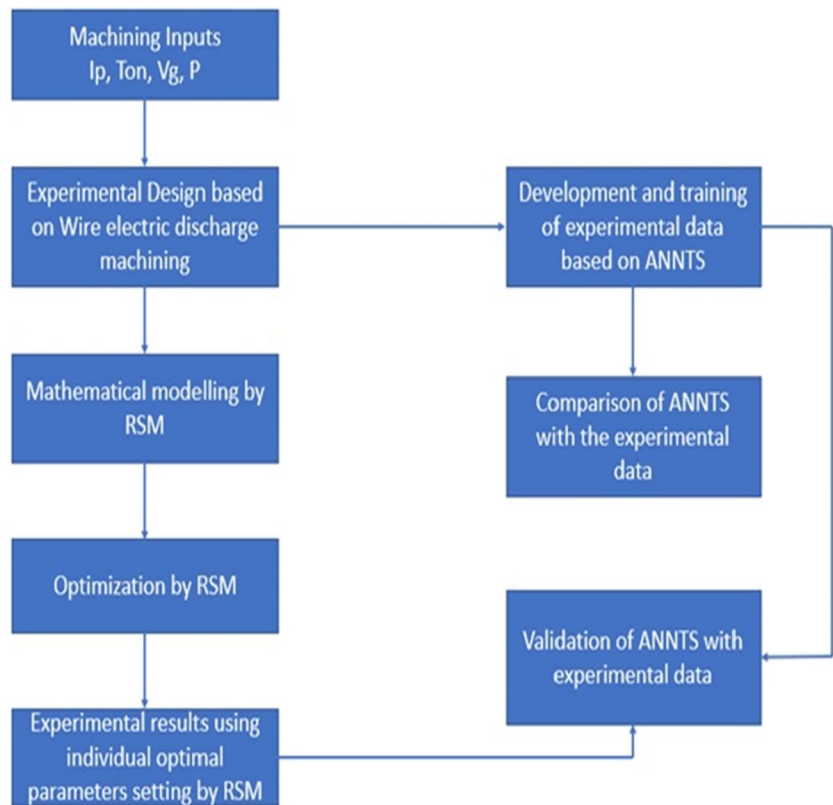 Machining Inputs
Ip, Ton, Vg, P
Experimental Design based
on Wire electric discharge
machining
Mathematical modelling by
RSM
Optimization by RSM
Experimental results using
individual optimal
parameters setting by RSM
Development and training
of experimental data
based on ANNTS
Comparison of ANNTS
with the experimental
data
Validation of ANNTS with
experimental data